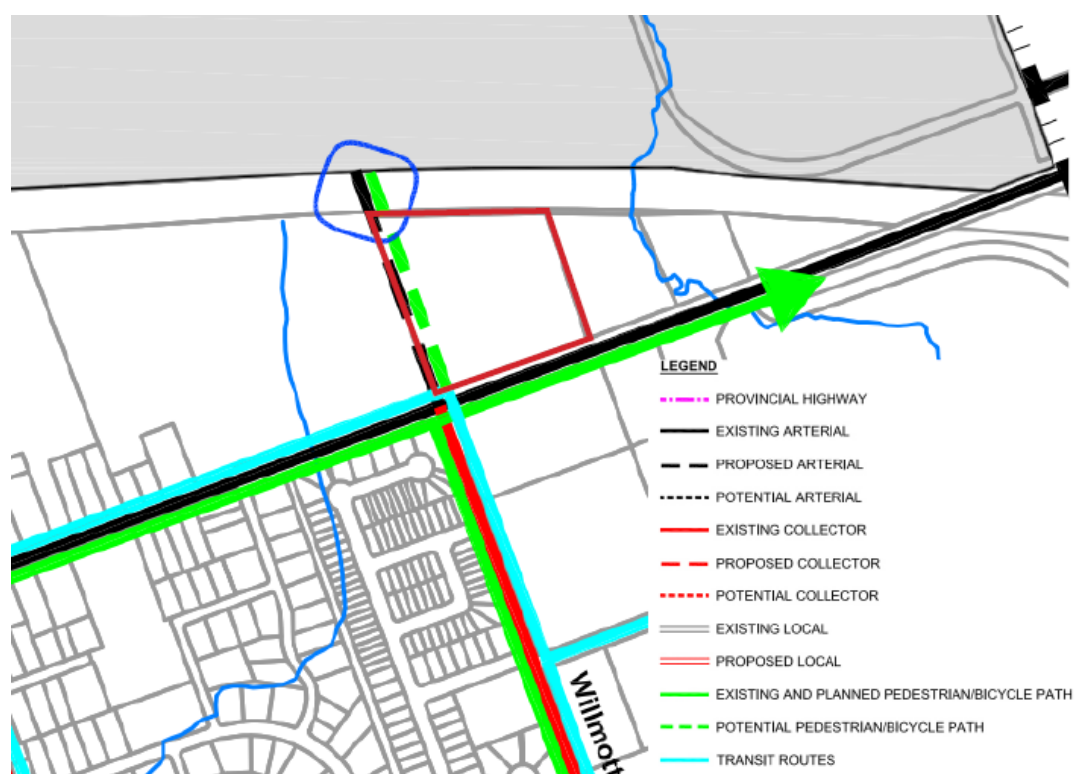 LEGEND
PROVINCIAL HIGHWAY
EXISTING ARTERIAL
PROPOSED ARTERIAL
POTENTIAL ARTERIAL
EXISTING COLLECTOR
PROPOSED COLLECTOR
POTENTIAL COLLECTOR
EXISTING LOCAL
PROPOSED LOCAL
EXISTING AND PLANNED PEDESTRIAN/BICYCLE PATH
POTENTIAL PEDESTRIAN/BICYCLE PATH
TRANSIT ROUTES
Willmott